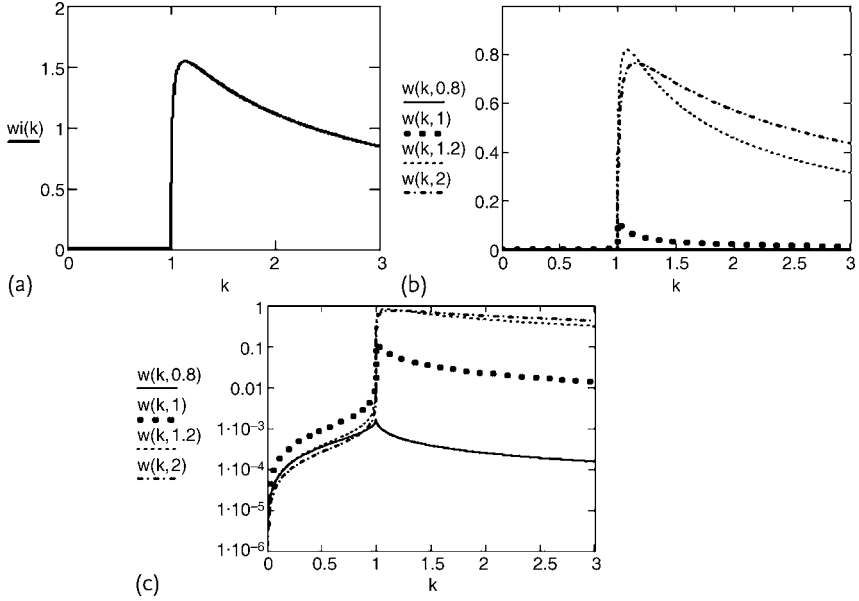 2
1.5
wi(k)
1
0.5
0
0 1 2 3
k
(a)
0.8
w(k,0.8)
0.6
w(k,1)
w(k,1.2)
0.4
w(k,2)
0.2
0
0 0.5 1 1.5 2 2.5 3
k
(b)
1
0.1
w(k,0.8)
0.01
w(k,1)
1·10⁻³
w(k,1.2)
1·10⁻⁴
w(k,2)
1·10⁻⁵
1·10⁻⁶
0 0.5 1 1.5 2 2.5 3
k
(c)